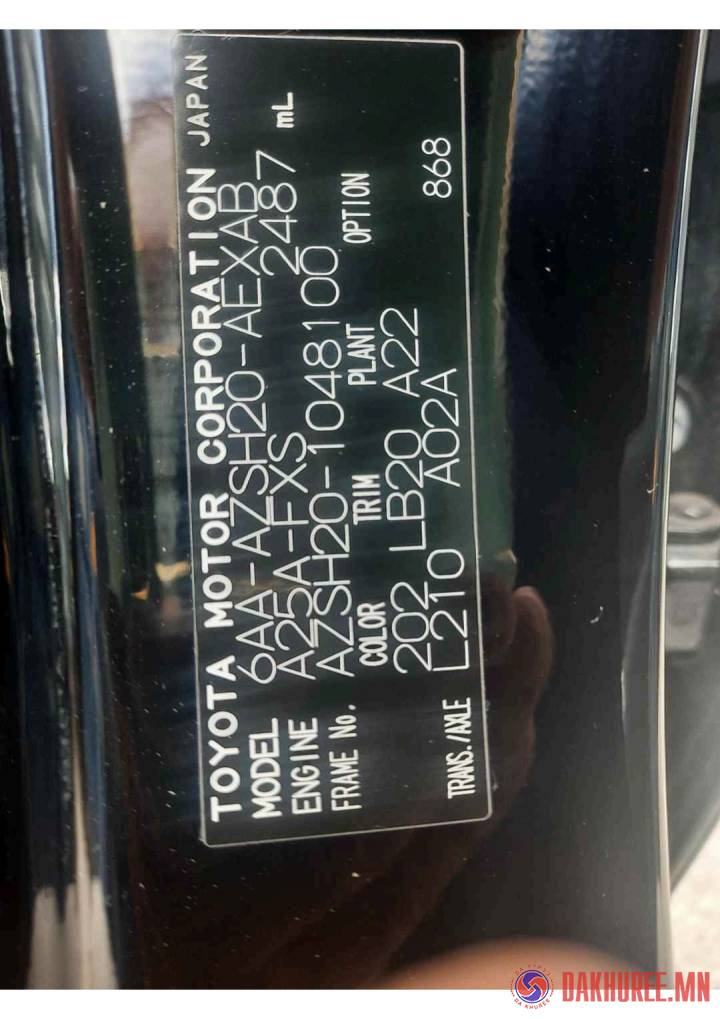 TOYOTA MOTOR CORPORATION JAPAN
MODEL 6AA-AZSH20-AEXAB
ENGINE A25A-FXS 2487 mL
FRAME No. AZSH20-1048100
COLOR TRIM PLANT OPTION
202 LB20 A22
TRANS./AXLE L210 A02A 868
DAKHUREE.MN